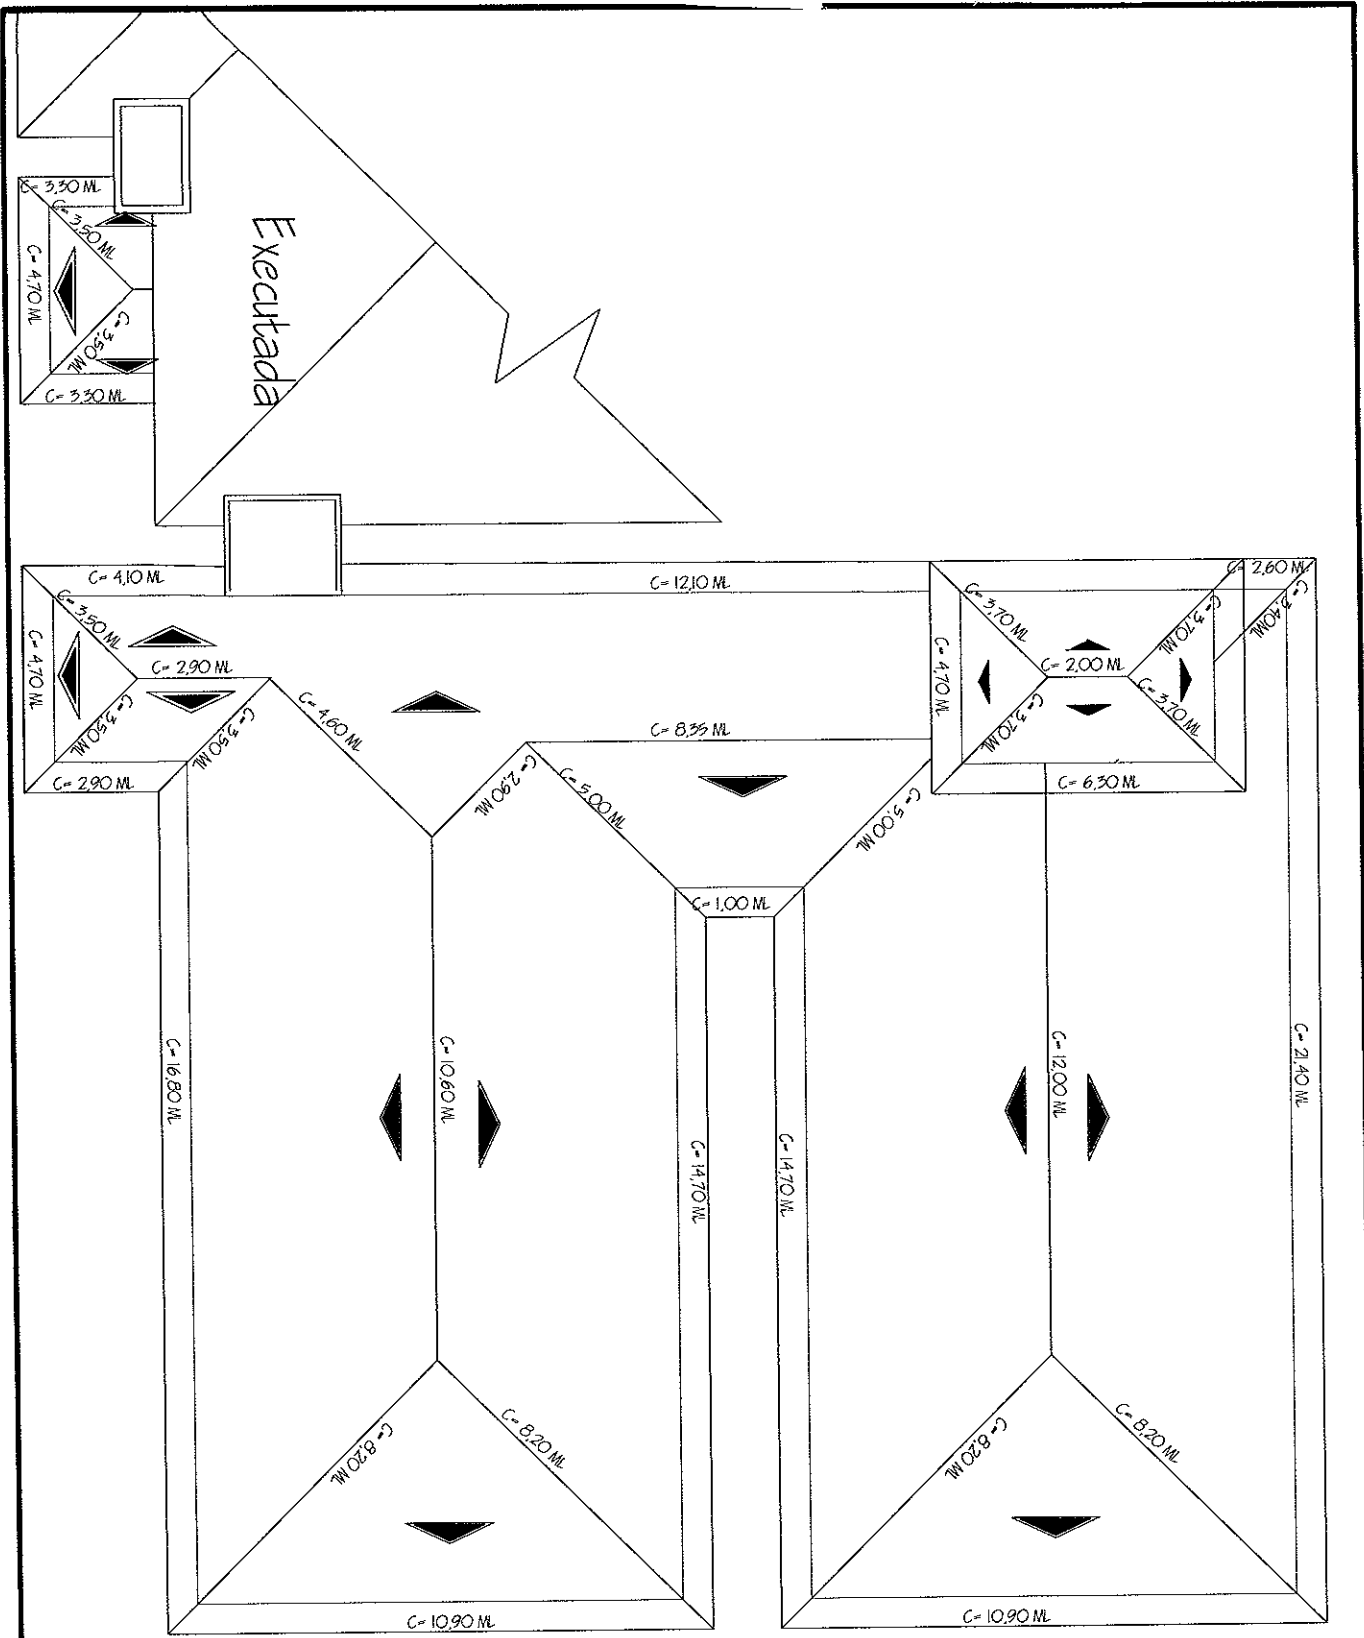 C= 3,30 ML
C= 3,50 ML
C= 4,70 ML
C= 3,50 ML
C= 3,30 ML
Executada
C= 4,10 ML
C= 12,10 ML
C= 2,60 ML
C= 3,40 ML
C= 3,50 ML
C= 4,70 ML
C= 2,90 ML
C= 3,50 ML
C= 3,50 ML
C= 2,90 ML
C= 4,60 ML
C= 2,90 ML
C= 8,35 ML
C= 5,00 ML
C= 5,00 ML
C= 3,70 ML
C= 3,70 ML
C= 4,70 ML
C= 2,00 ML
C= 3,70 ML
C= 3,70 ML
C= 6,30 ML
C= 1,00 ML
C= 16,80 ML
C= 10,60 ML
C= 14,70 ML
C= 14,70 ML
C= 12,00 ML
C= 21,40 ML
C= 8,20 ML
C= 8,20 ML
C= 8,20 ML
C= 8,20 ML
C= 10,90 ML
C= 10,90 ML